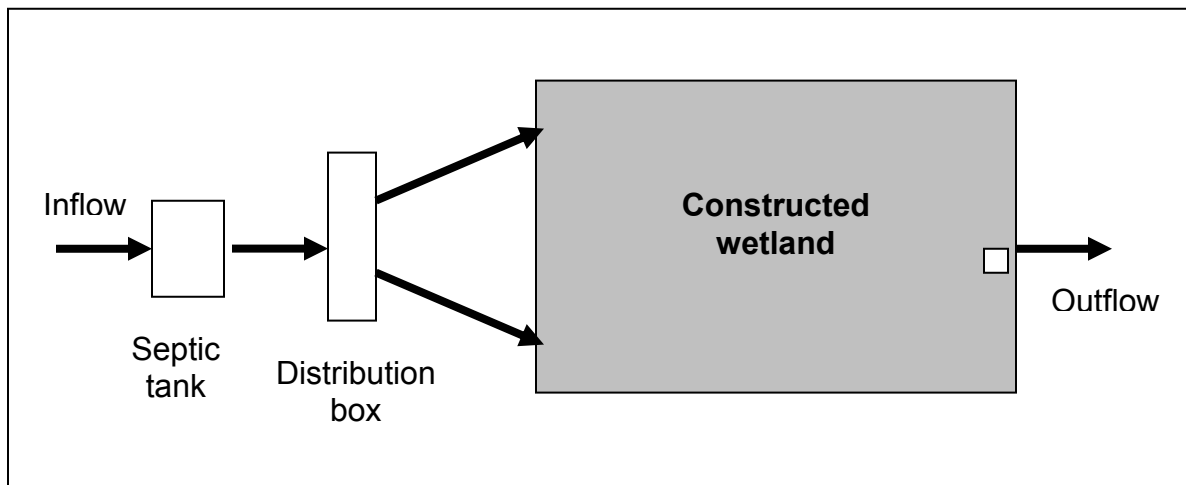 Inflow
Septic
tank
Distribution
box
Constructed
wetland
Outflow